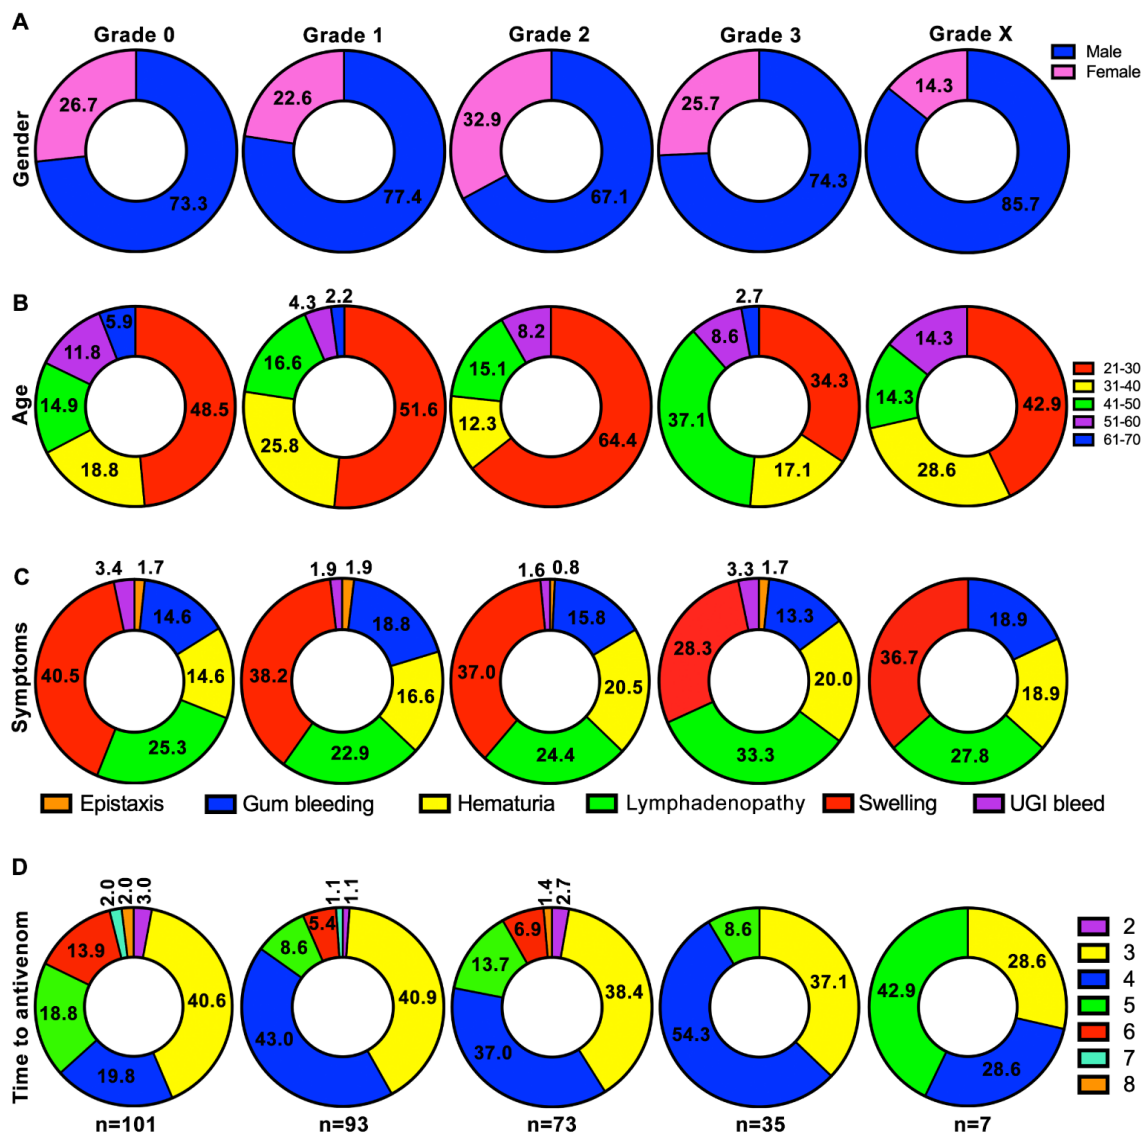 A
Grade 0 Grade 1 Grade 2 Grade 3 Grade X
Male
Female
Gender
26.7 73.3 22.6 77.4 32.9 67.1 25.7 74.3 14.3 85.7
B
Age
5.9 11.8 14.9 18.8 48.5
4.3 2.2 16.6 25.8 51.6
8.2 15.1 12.3 64.4
2.7 8.6 37.1 17.1 34.3
14.3 14.3 28.6 42.9
21-30
31-40
41-50
51-60
61-70
C
Symptoms
3.4 1.7 14.6 14.6 25.3 40.5
1.9 1.9 18.8 16.6 22.9 38.2
1.6 0.8 15.8 20.5 24.4 37.0
3.3 1.7 13.3 20.0 33.3 28.3
18.9 18.9 27.8 36.7
Epistaxis Gum bleeding Hematuria Lymphadenopathy Swelling UGI bleed
D
Time to antivenom
2.0 2.0 3.0 40.6 19.8 18.8 13.9
1.1 1.1 40.9 43.0 8.6 5.4
1.4 2.7 38.4 37.0 13.7 6.9
8.6 37.1 54.3
28.6 28.6 42.9
2
3
4
5
6
7
8
n=101 n=93 n=73 n=35 n=7